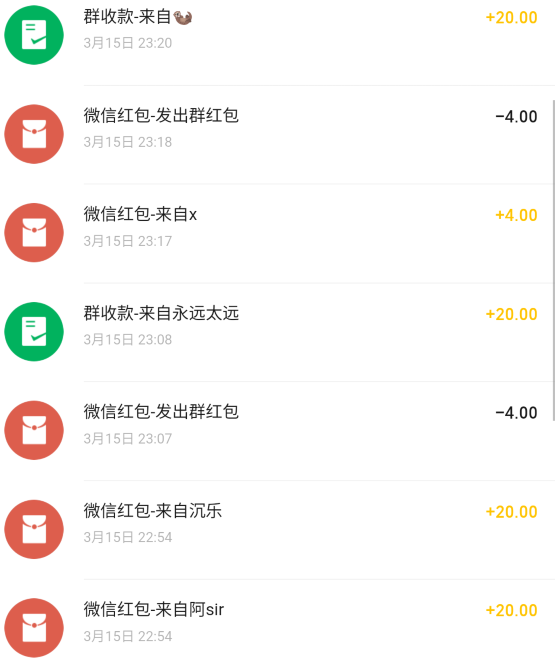 群收款-来自🦦
+20.00
3月15日 23:20
微信红包-发出群红包
−4.00
3月15日 23:18
微信红包-来自x
+4.00
3月15日 23:17
群收款-来自永远太远
+20.00
3月15日 23:08
微信红包-发出群红包
−4.00
3月15日 23:07
微信红包-来自沉乐
+20.00
3月15日 22:54
微信红包-来自阿sir
+20.00
3月15日 22:54